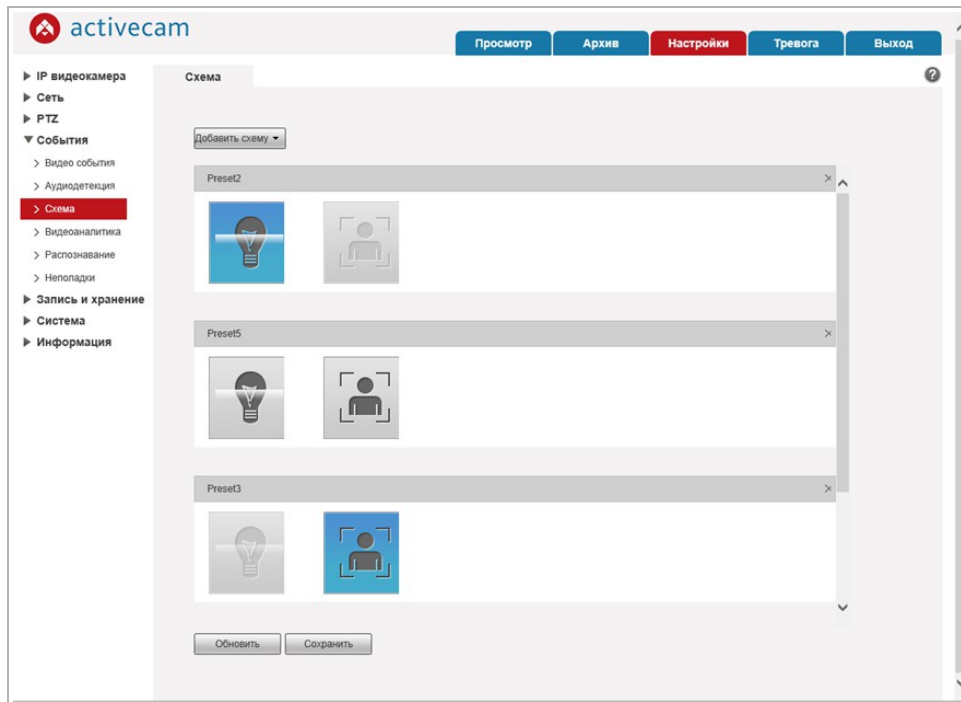 activecam
Просмотр
Архив
Настройки
Тревога
Выход
IP видеокамера
Сеть
PTZ
События
Видео события
Аудиодетекция
Схема
Видеоаналитика
Распознавание
Неполадки
Запись и хранение
Система
Информация
Схема
?
Добавить схему
Preset2
Preset5
Preset3
Обновить
Сохранить